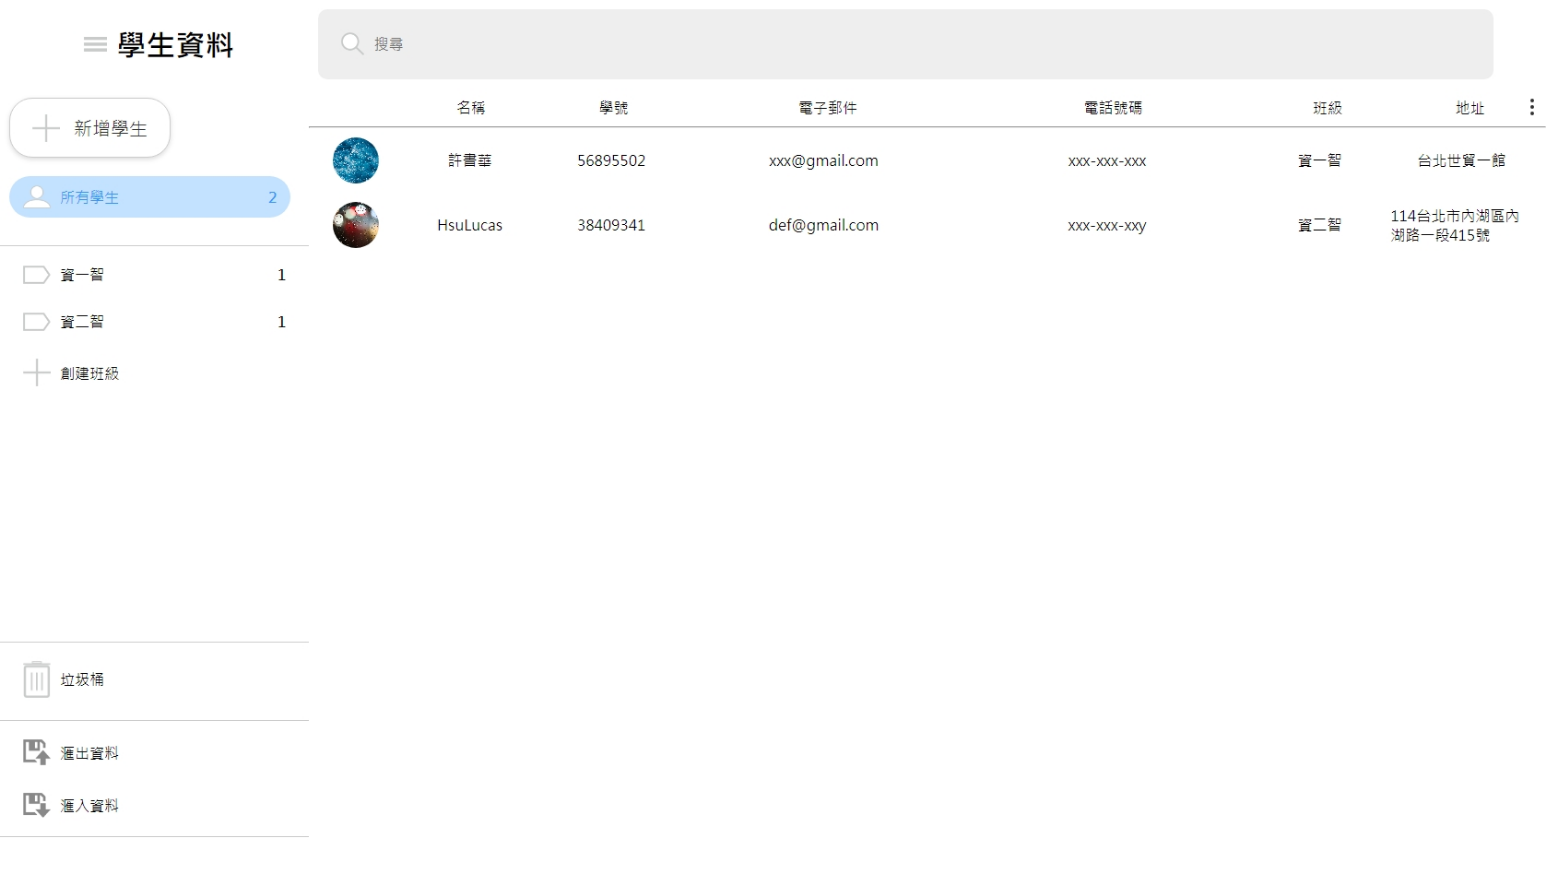 學生資料
搜尋
新增學生
所有學生 2
資一智 1
資二智 1
創建班級
垃圾桶
滙出資料
滙入資料
名稱 學號 電子郵件 電話號碼 班級 地址
許書華 56895502 xxx@gmail.com xxx-xxx-xxx 資一智 台北世貿一館
HsuLucas 38409341 def@gmail.com xxx-xxx-xxy 資二智 114台北市內湖區內
湖路一段415號